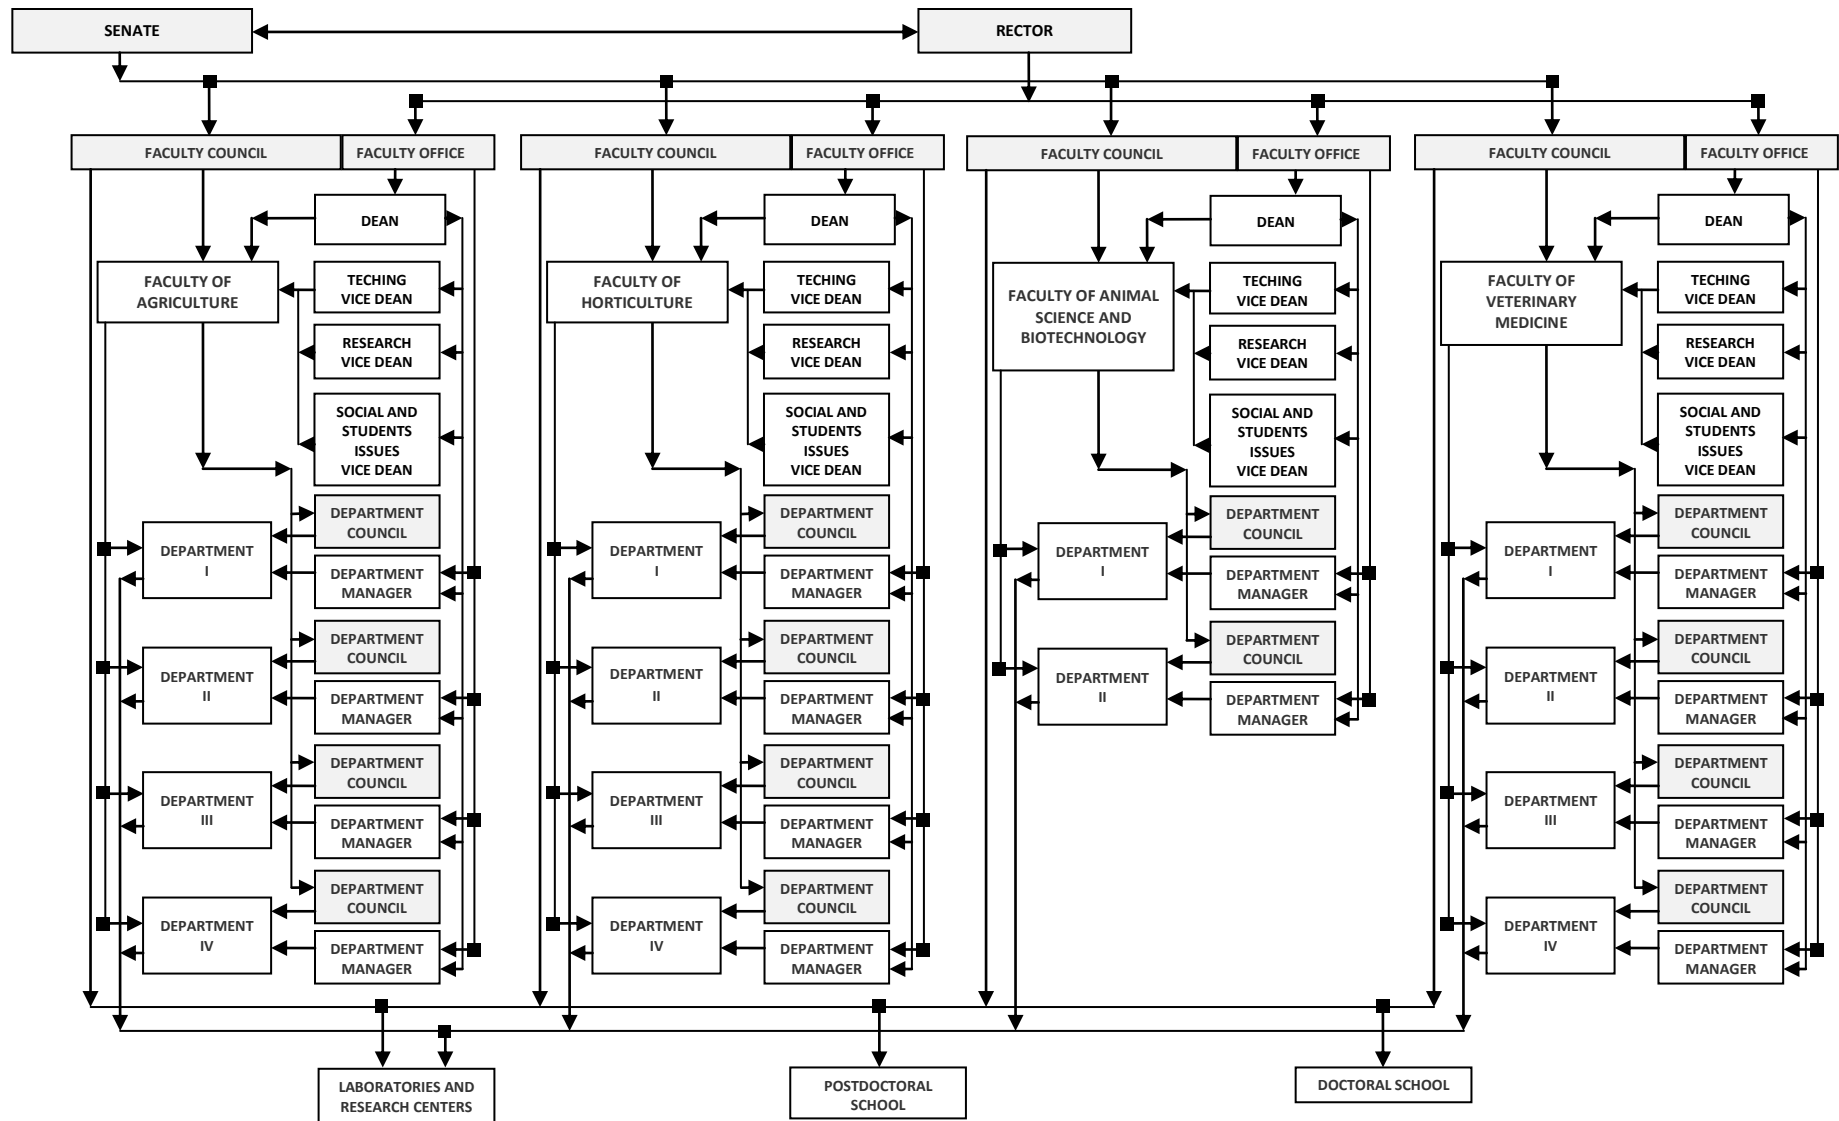 SENATE
RECTOR
FACULTY COUNCIL
FACULTY OFFICE
FACULTY COUNCIL
FACULTY OFFICE
FACULTY COUNCIL
FACULTY OFFICE
FACULTY COUNCIL
FACULTY OFFICE
DEAN
FACULTY OF
AGRICULTURE
TECHING
VICE DEAN
RESEARCH
VICE DEAN
SOCIAL AND
STUDENTS
ISSUES
VICE DEAN
DEPARTMENT
COUNCIL
DEPARTMENT
I
DEPARTMENT
MANAGER
DEPARTMENT
COUNCIL
DEPARTMENT
II
DEPARTMENT
MANAGER
DEPARTMENT
COUNCIL
DEPARTMENT
III
DEPARTMENT
MANAGER
DEPARTMENT
COUNCIL
DEPARTMENT
IV
DEPARTMENT
MANAGER
DEAN
FACULTY OF
HORTICULTURE
TECHING
VICE DEAN
RESEARCH
VICE DEAN
SOCIAL AND
STUDENTS
ISSUES
VICE DEAN
DEPARTMENT
COUNCIL
DEPARTMENT
I
DEPARTMENT
MANAGER
DEPARTMENT
COUNCIL
DEPARTMENT
II
DEPARTMENT
MANAGER
DEPARTMENT
COUNCIL
DEPARTMENT
III
DEPARTMENT
MANAGER
DEPARTMENT
COUNCIL
DEPARTMENT
IV
DEPARTMENT
MANAGER
DEAN
FACULTY OF ANIMAL
SCIENCE AND
BIOTECHNOLOGY
TECHING
VICE DEAN
RESEARCH
VICE DEAN
SOCIAL AND
STUDENTS
ISSUES
VICE DEAN
DEPARTMENT
COUNCIL
DEPARTMENT
I
DEPARTMENT
MANAGER
DEPARTMENT
COUNCIL
DEPARTMENT
II
DEPARTMENT
MANAGER
DEAN
FACULTY OF
VETERINARY
MEDICINE
TECHING
VICE DEAN
RESEARCH
VICE DEAN
SOCIAL AND
STUDENTS
ISSUES
VICE DEAN
DEPARTMENT
COUNCIL
DEPARTMENT
I
DEPARTMENT
MANAGER
DEPARTMENT
COUNCIL
DEPARTMENT
II
DEPARTMENT
MANAGER
DEPARTMENT
COUNCIL
DEPARTMENT
III
DEPARTMENT
MANAGER
DEPARTMENT
COUNCIL
DEPARTMENT
IV
DEPARTMENT
MANAGER
LABORATORIES AND
RESEARCH CENTERS
POSTDOCTORAL
SCHOOL
DOCTORAL SCHOOL